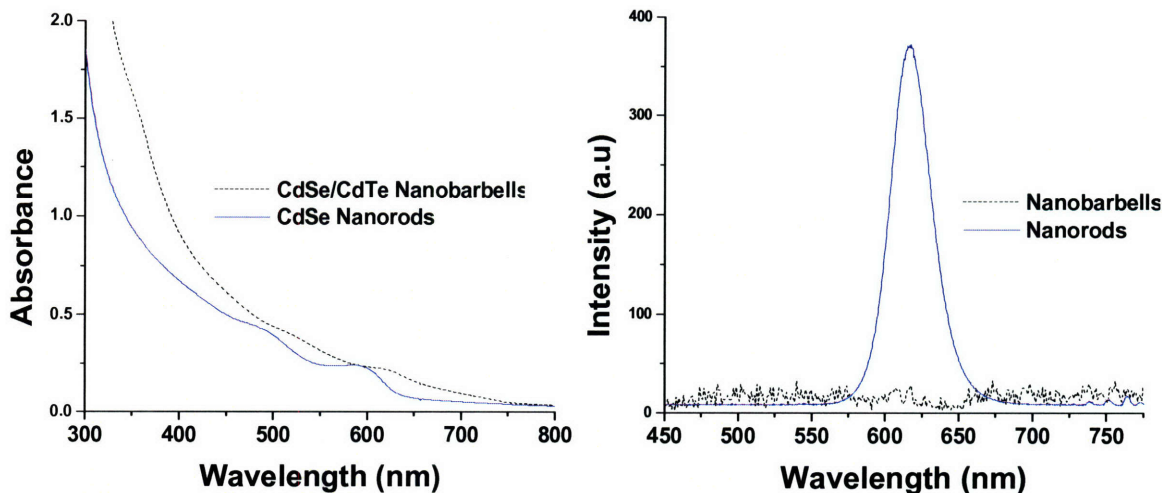 2.0
1.5
1.0
0.5
0.0
Absorbance
300 400 500 600 700 800
Wavelength (nm)
CdSe/CdTe Nanobarbells
CdSe Nanorods
400
300
200
100
0
Intensity (a.u)
450 500 550 600 650 700 750
Wavelength (nm)
Nanobarbells
Nanorods